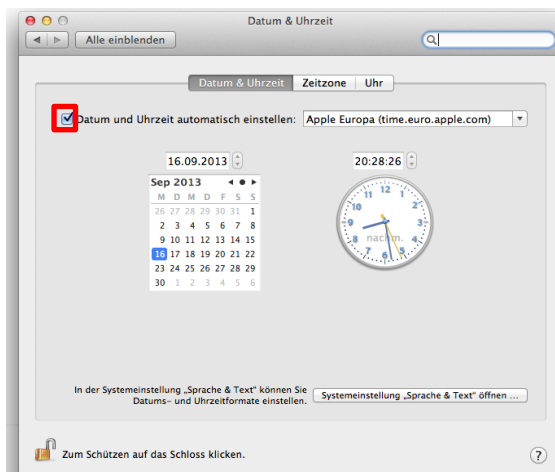 Datum & Uhrzeit
Alle einblenden
Datum & Uhrzeit Zeitzone Uhr
Datum und Uhrzeit automatisch einstellen: Apple Europa (time.euro.apple.com)
16.09.2013 20:28:26
Sep 2013
M D M D F S S
26 27 28 29 30 31 1
2 3 4 5 6 7 8
9 10 11 12 13 14 15
16 17 18 19 20 21 22
23 24 25 26 27 28 29
30 1 2 3 4 5 6
12
1
2
3
4
5
6
7
8
9
10
11
nachm.
In der Systemeinstellung „Sprache & Text“ können Sie
Datums- und Uhrzeitformate einstellen.
Systemeinstellung „Sprache & Text“ öffnen ...
Zum Schützen auf das Schloss klicken.
?